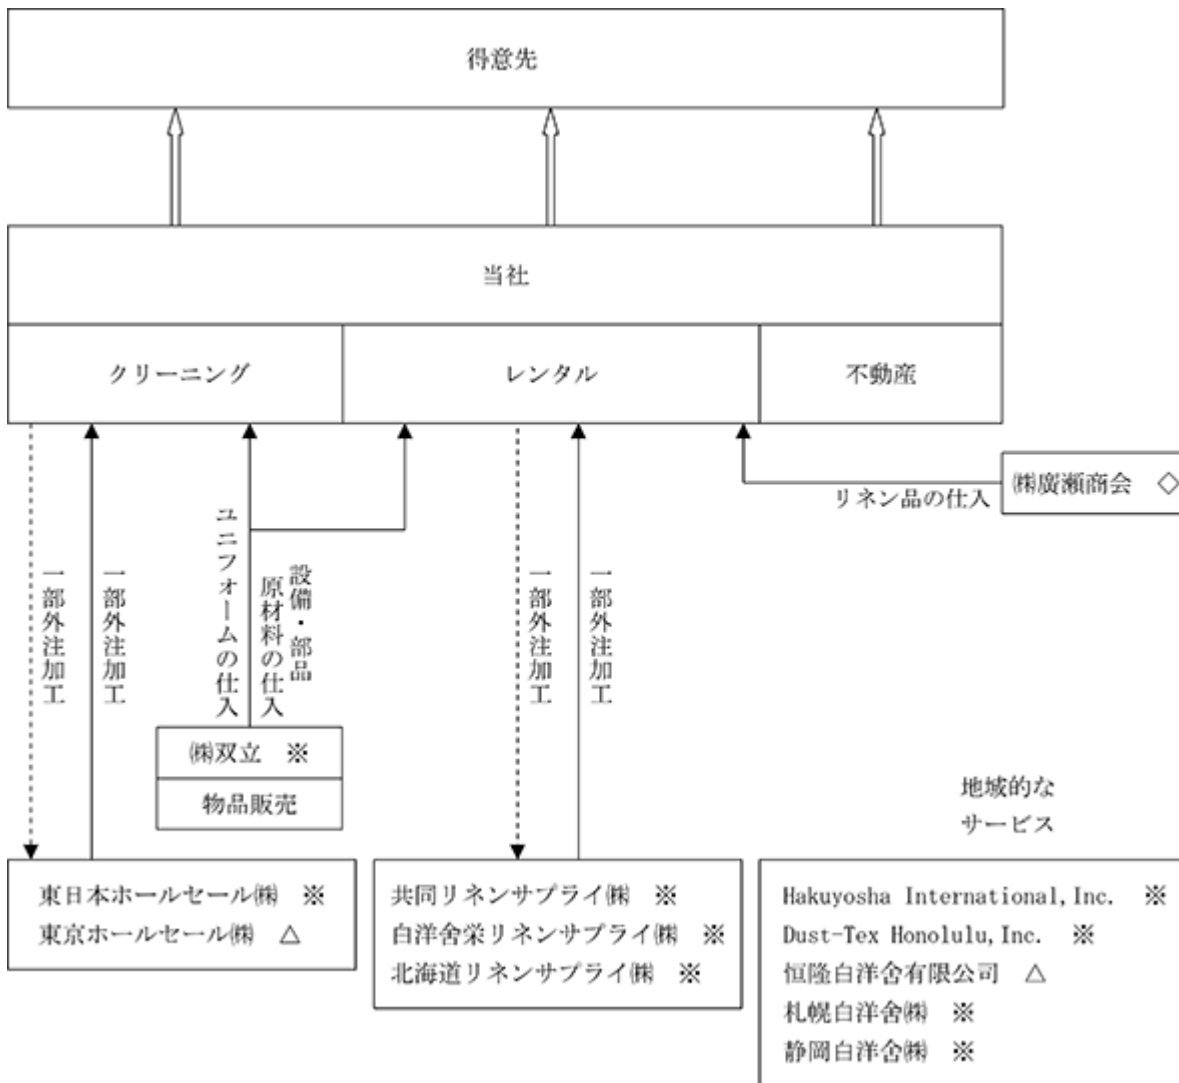 得意先
当社
クリーニング
レンタル
不動産
㈱廣瀬商会　◇
リネン品の仕入
一部外注加工
一部外注加工
ユニフォームの仕入
設備・部品
原材料の仕入
一部外注加工
一部外注加工
㈱双立　※
物品販売
地域的な
サービス
東日本ホールセール㈱　※
東京ホールセール㈱　△
共同リネンサプライ㈱　※
白洋舍栄リネンサプライ㈱　※
北海道リネンサプライ㈱　※
Hakuyosha International,Inc.　※
Dust-Tex Honolulu,Inc.　※
恒隆白洋舍有限公司　△
札幌白洋舍㈱　※
静岡白洋舍㈱　※